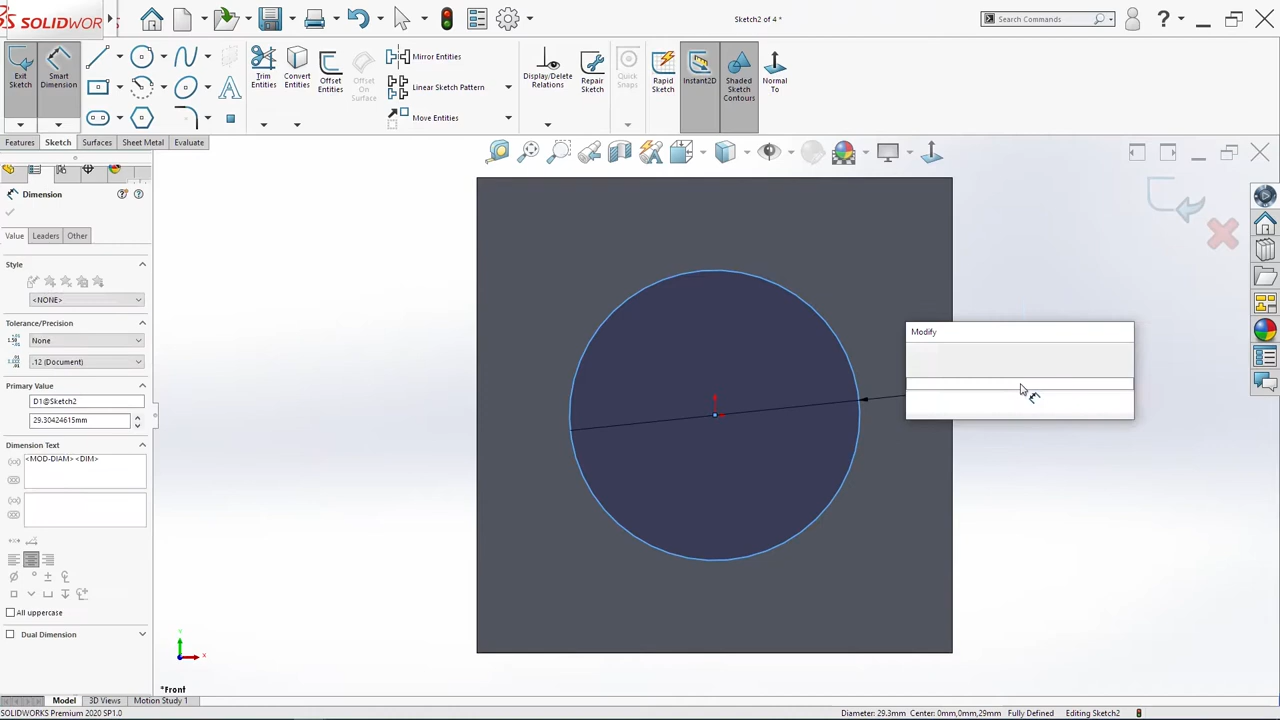 SOLIDWOR
Sketch2 of 4 *
Search Commands
?
Exit Sketch
Smart Dimension
Trim Entities
Convert Entities
Offset Entities
Offset On Surface
Mirror Entities
Linear Sketch Pattern
Move Entities
Display/Delete Relations
Repair Sketch
Quick Snaps
Rapid Sketch
Instant2D
Shaded Sketch Contours
Normal To
Features Sketch Surfaces Sheet Metal Evaluate
Dimension
Value Leaders Other
Style
<NONE>
Tolerance/Precision
None
.12 (Document)
Primary Value
D1@Sketch2
29.30424615mm
Dimension Text
<MOD-DIAM><DIM>
All uppercase
Dual Dimension
Modify
Y
X
*Front
Model 3D Views Motion Study 1
SOLIDWORKS Premium 2020 SP1.0
Diameter: 29.3mm Center: 0mm,0mm,29mm Fully Defined Editing Sketch2